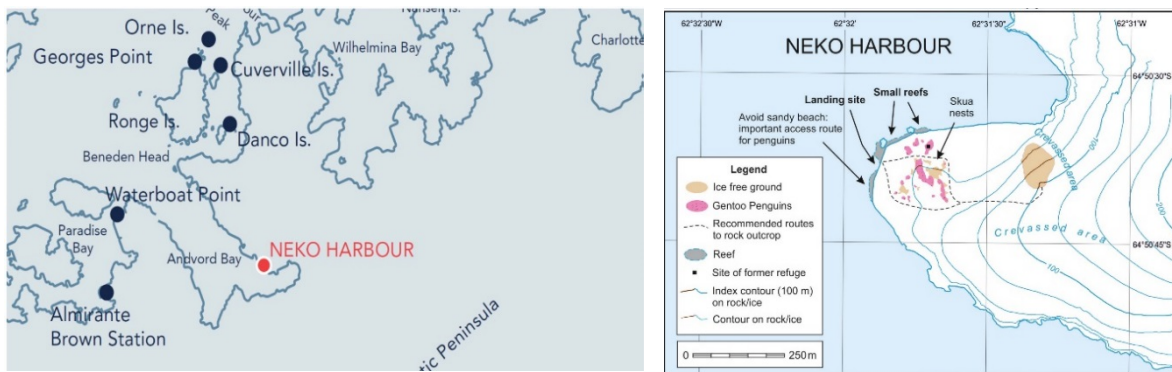 Orne Is.
Peak
Georges Point
Cuverville Is.
Wilhelmina Bay
Charlotte
Ronge Is.
Danco Is.
Beneden Head
Waterboat Point
Paradise
Bay
Andvord Bay
NEKO HARBOUR
Almirante
Brown Station
tic Peninsula
62°32'30"W
62°32'
62°31'30"
62°31'W
NEKO HARBOUR
64°50'30"S
Small reefs
Landing site
Skua
nests
Avoid sandy beach:
important access route
for penguins
Crevassed area
100
200
Legend
Ice free ground
Gentoo Penguins
Recommended routes
to rock outcrop
Reef
Site of former refuge
Index contour (100 m)
on rock/ice
Contour on rock/ice
Crevassed area
64°50'45"S
100
0 250 m